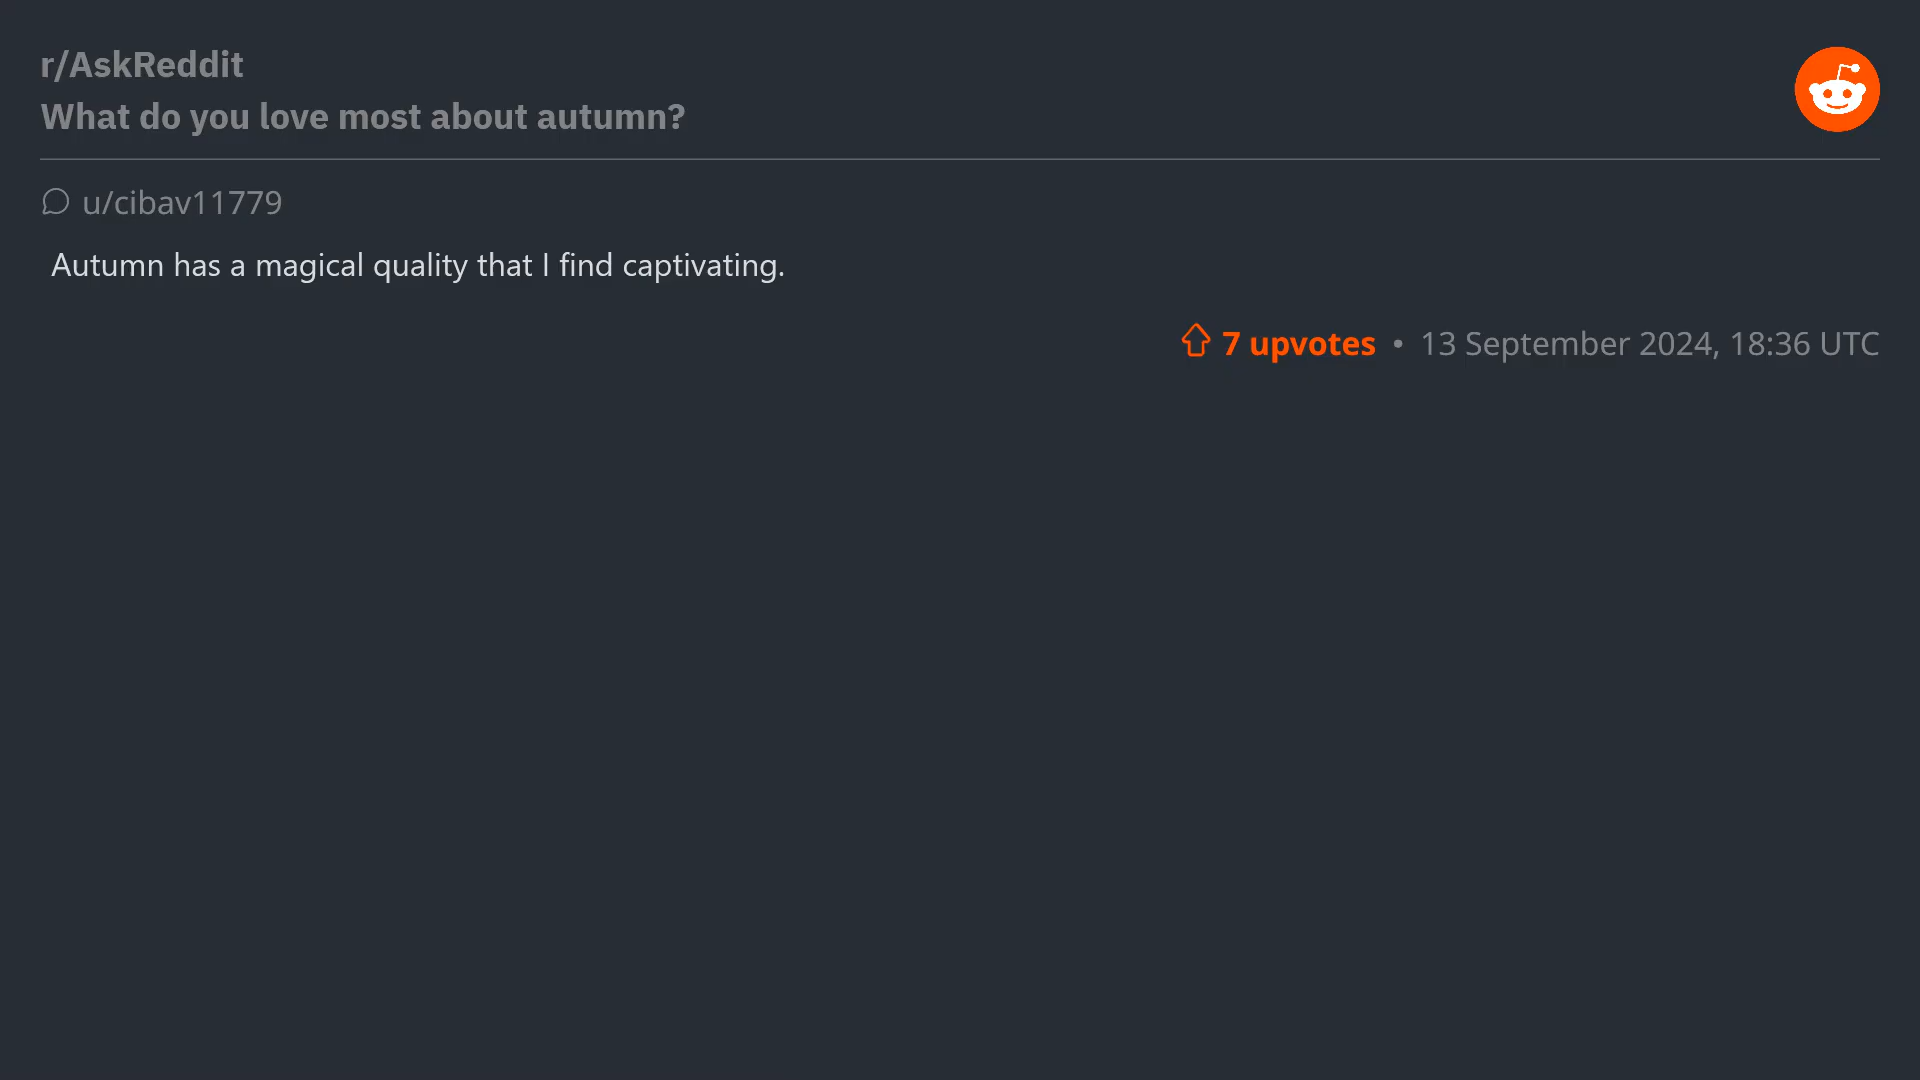 r/AskReddit
What do you love most about autumn?
u/cibav11779
Autumn has a magical quality that I find captivating.
7 upvotes • 13 September 2024, 18:36 UTC